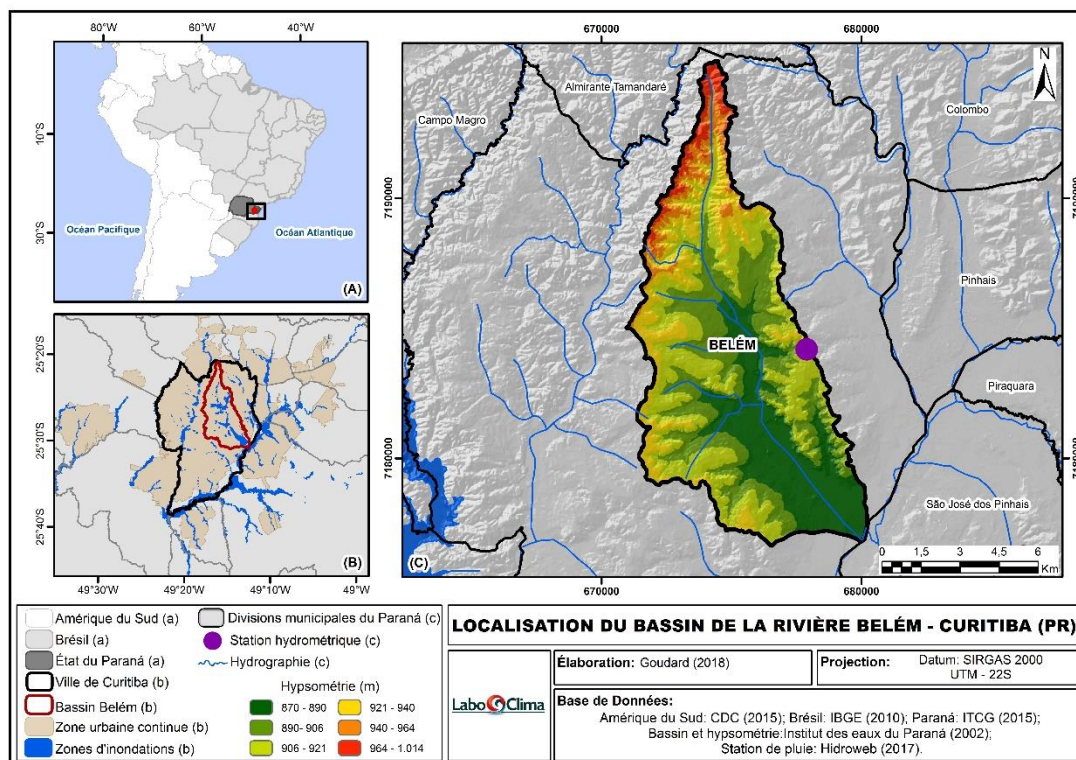 80°W 60°W 40°W
10°S
30°S
Océan Pacifique
Océan Atlantique
(A)
25°20'S
25°30'S
25°40'S
(B)
49°30'W 49°20'W 49°10'W 49°0'W
670000 680000
N
Almirante Tamandaré
Campo Magro
Colombo
7190000
Pinhais
BELÉM
Piraquara
7180000
São José dos Pinhais
0 1,5 3 4,5 6
Km
(C)
670000 680000
Amérique du Sud (a)
Brésil (a)
État du Paraná (a)
Ville de Curitiba (b)
Bassin Belém (b)
Zone urbaine continue (b)
Zones d'inondations (b)
Divisions municipales du Paraná (c)
Station hydrométrique (c)
Hydrographie (c)
Hypsométrie (m)
870 - 890
890- 906
906 - 921
921 - 940
940 - 964
964 - 1.014
LOCALISATION DU BASSIN DE LA RIVIÈRE BELÉM - CURITIBA (PR)
LaboClima
Élaboration: Goudard (2018)
Projection: Datum: SIRGAS 2000
UTM - 22S
Base de Données:
Amérique du Sud: CDC (2015); Brésil: IBGE (2010); Paraná: ITCG (2015);
Bassin et hypsométrie:Institut des eaux du Paraná (2002);
Station de pluie: Hidroweb (2017).